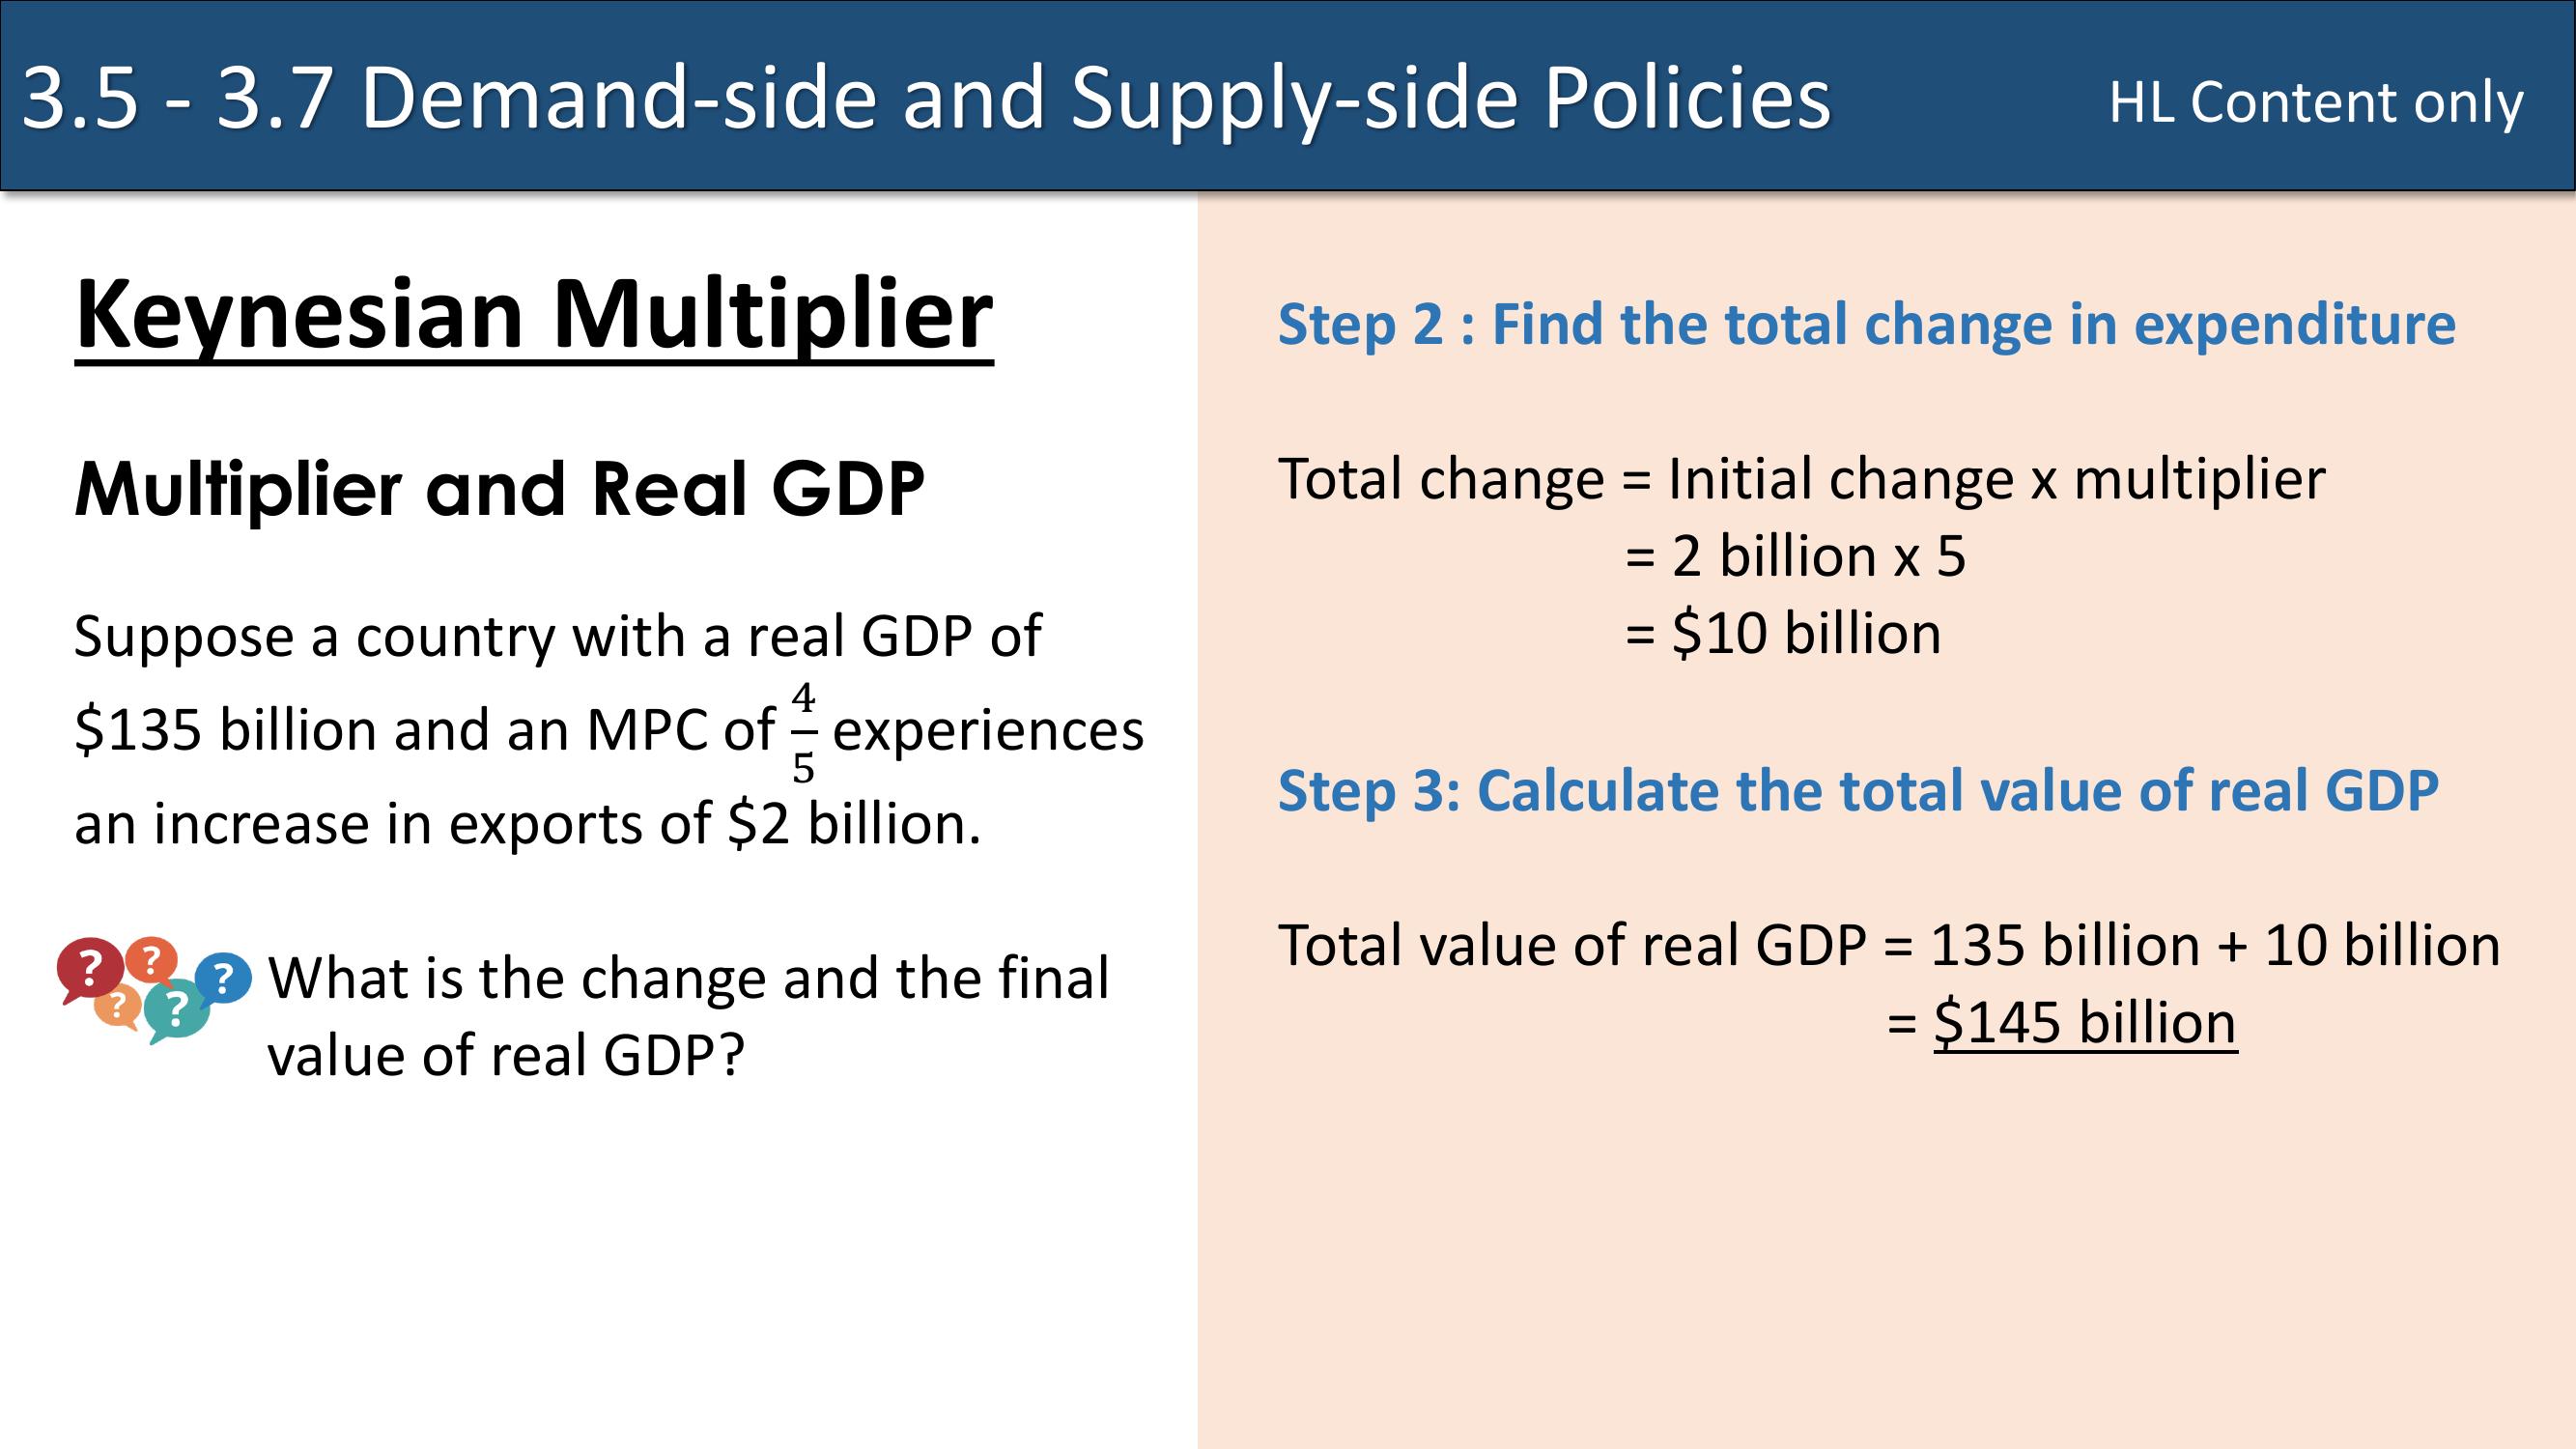 3.5 - 3.7 Demand-side and Supply-side Policies
HL Content only
Keynesian Multiplier
Multiplier and Real GDP
Suppose a country with a real GDP of
$135 billion and an MPC of 4/5 experiences
an increase in exports of $2 billion.
? ? ? ? ?
What is the change and the final
value of real GDP?
Step 2 : Find the total change in expenditure
Total change = Initial change x multiplier
= 2 billion x 5
= $10 billion
Step 3: Calculate the total value of real GDP
Total value of real GDP = 135 billion + 10 billion
= $145 billion